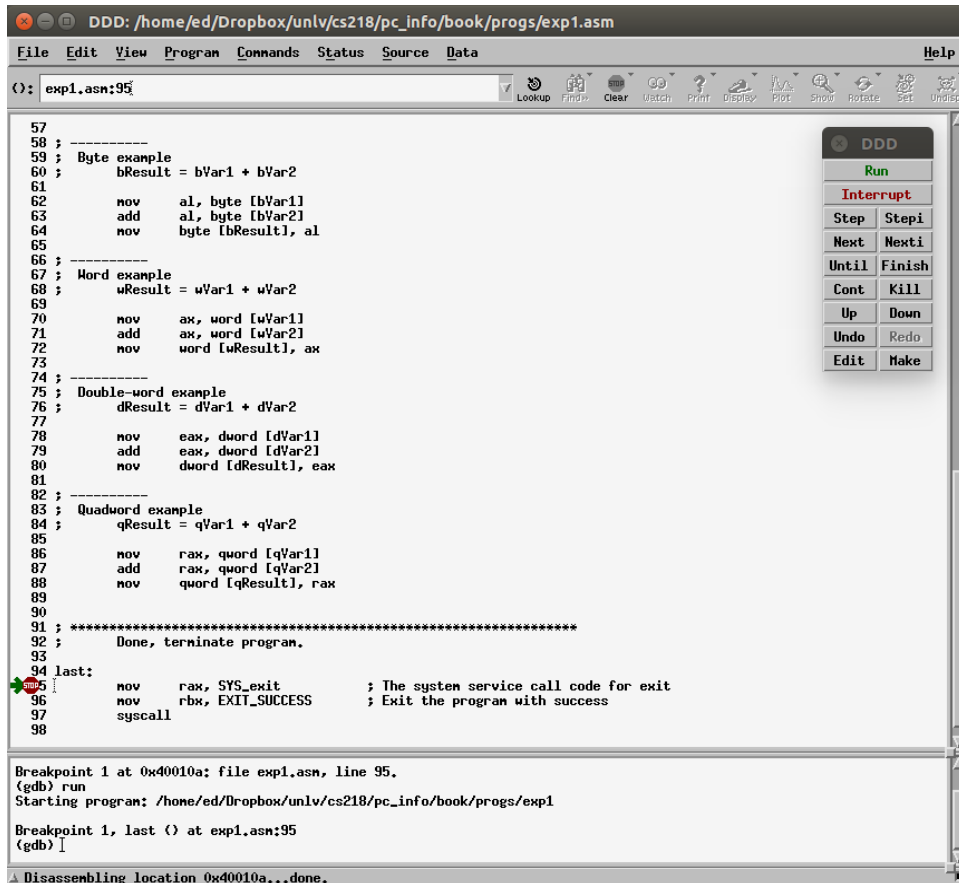 DDD: /home/ed/Dropbox/unlv/cs218/pc_info/book/progs/exp1.asm
File Edit View Program Commands Status Source Data Help
(): exp1.asm:95
Lookup Find>> Clear Watch Print Display Plot Show Rotate Set Undisp
57
58 ; ----------
59 ;  Byte example
60 ;       bResult = bVar1 + bVar2
61
62         mov     al, byte [bVar1]
63         add     al, byte [bVar2]
64         mov     byte [bResult], al
65
66 ; ----------
67 ;  Word example
68 ;       wResult = wVar1 + wVar2
69
70         mov     ax, word [wVar1]
71         add     ax, word [wVar2]
72         mov     word [wResult], ax
73
74 ; ----------
75 ;  Double-word example
76 ;       dResult = dVar1 + dVar2
77
78         mov     eax, dword [dVar1]
79         add     eax, dword [dVar2]
80         mov     dword [dResult], eax
81
82 ; ----------
83 ;  Quadword example
84 ;       qResult = qVar1 + qVar2
85
86         mov     rax, qword [qVar1]
87         add     rax, qword [qVar2]
88         mov     qword [qResult], rax
89
90
91 ; *****************************************************************
92 ;       Done, terminate program.
93
94 last:
STOP 5         mov     rax, SYS_exit           ; The system service call code for exit
96         mov     rbx, EXIT_SUCCESS       ; Exit the program with success
97         syscall
98
DDD
Run
Interrupt
Step Stepi
Next Nexti
Until Finish
Cont Kill
Up Down
Undo Redo
Edit Make
Breakpoint 1 at 0x40010a: file exp1.asm, line 95.
(gdb) run
Starting program: /home/ed/Dropbox/unlv/cs218/pc_info/book/progs/exp1
Breakpoint 1, last () at exp1.asm:95
(gdb)
Disassembling location 0x40010a...done.